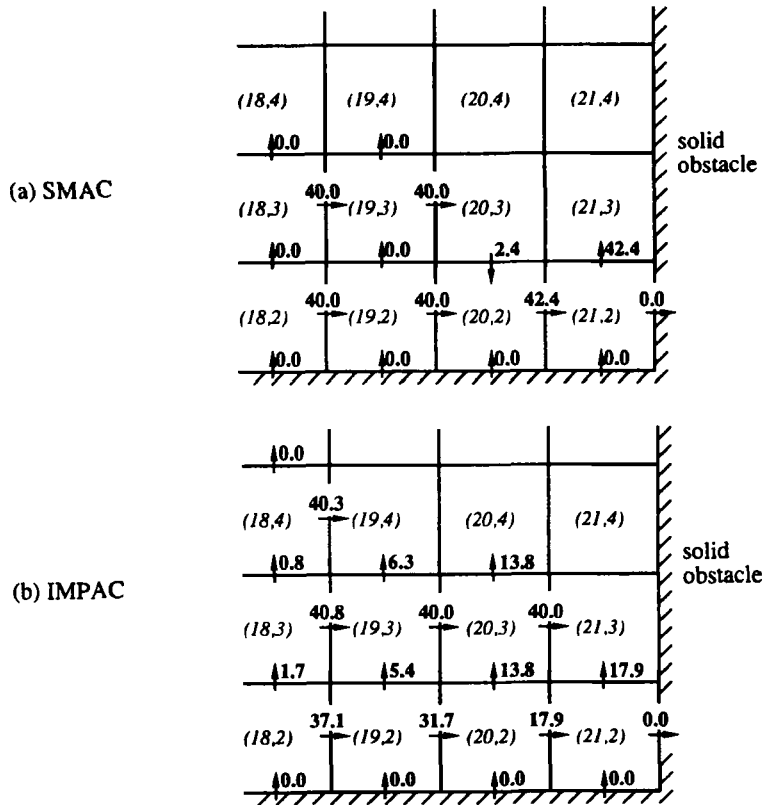 (18,4) (19,4) (20,4) (21,4)
0.0 0.0
solid
obstacle
(a) SMAC
40.0 40.0
(18,3) (19,3) (20,3) (21,3)
0.0 0.0 2.4 42.4
40.0 40.0 42.4 0.0
(18,2) (19,2) (20,2) (21,2)
0.0 0.0 0.0 0.0
0.0
40.3
(18,4) (19,4) (20,4) (21,4)
0.8 6.3 13.8
solid
obstacle
(b) IMPAC
40.8 40.0 40.0
(18,3) (19,3) (20,3) (21,3)
1.7 5.4 13.8 17.9
37.1 31.7 17.9 0.0
(18,2) (19,2) (20,2) (21,2)
0.0 0.0 0.0 0.0